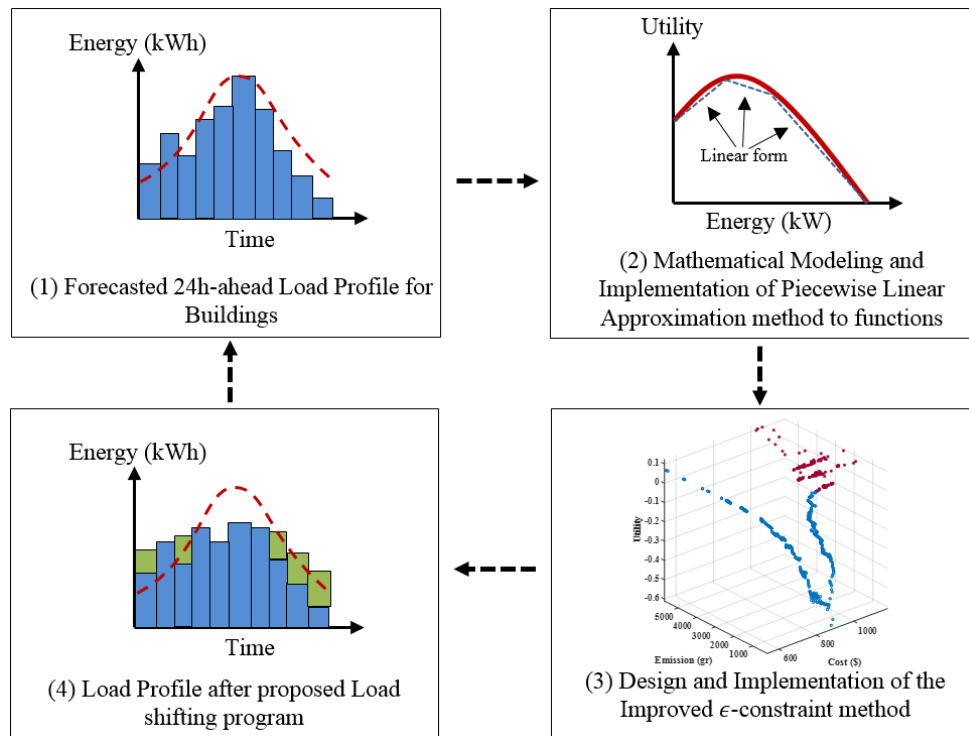 Energy (kWh)
Time
(1) Forecasted 24h-ahead Load Profile for
Buildings
Utility
Linear form
Energy (kW)
(2) Mathematical Modeling and
Implementation of Piecewise Linear
Approximation method to functions
Energy (kWh)
Time
(4) Load Profile after proposed Load
shifting program
0.1
0
-0.1
-0.2
-0.3
-0.4
-0.5
-0.6
Utility
5000
4000
3000
2000
1000
Emission (gr)
600
800
1000
Cost ($)
(3) Design and Implementation of the
Improved ϵ-constraint method